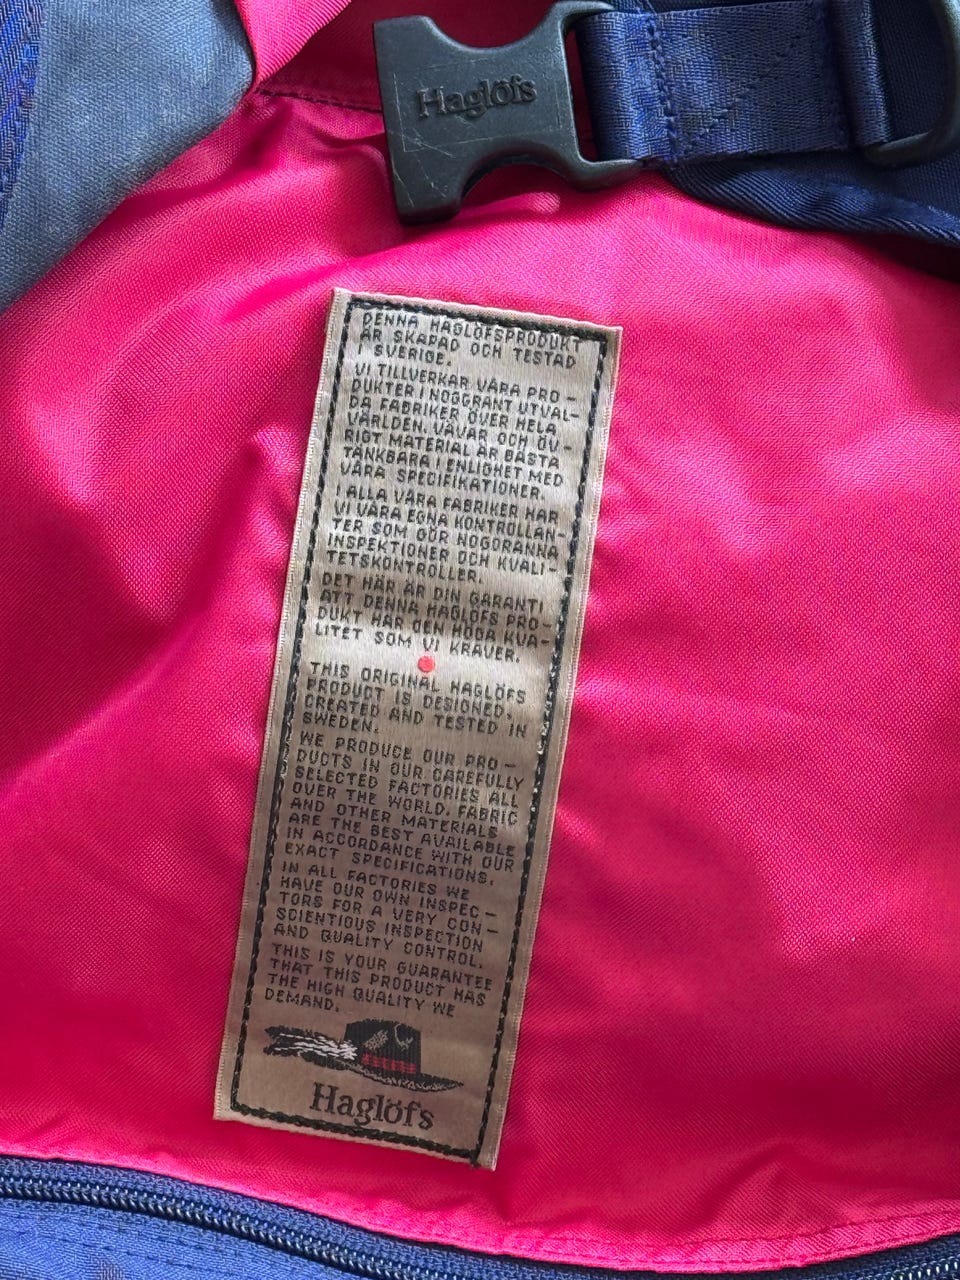 Haglöfs
DENNA HAGLÖFSPRODUKT
ÄR SKAPAD OCH TESTAD
I SVERIGE.
VI TILLVERKAR VÅRA PRO-
DUKTER I NOGGRANT UTVAL-
DA FABRIKER ÖVER HELA
VÄRLDEN. VÄVAR OCH ÖV-
RIGT MATERIAL ÄR BÄSTA
TÄNKBARA I ENLIGHET MED
VÅRA SPECIFIKATIONER.
I ALLA VÅRA FABRIKER HAR
VI VÅRA EGNA KONTROLLAN-
TER SOM GÖR NOGGRANNA
INSPEKTIONER OCH KVALI-
TETSKONTROLLER.
DET HÄR ÄR DIN GARANTI
ATT DENNA HAGLÖFS PRO-
DUKT HAR DEN HÖGA KVA-
LITET SOM VI KRÄVER.
THIS ORIGINAL HAGLÖFS
PRODUCT IS DESIGNED,
CREATED AND TESTED IN
SWEDEN.
WE PRODUCE OUR PRO-
DUCTS IN OUR CAREFULLY
SELECTED FACTORIES ALL
OVER THE WORLD. FABRIC
AND OTHER MATERIALS
ARE THE BEST AVAILABLE
IN ACCORDANCE WITH OUR
EXACT SPECIFICATIONS.
IN ALL FACTORIES WE
HAVE OUR OWN INSPEC-
TORS FOR A VERY CON-
SCIENTIOUS INSPECTION
AND QUALITY CONTROL.
THIS IS YOUR GUARANTEE
THAT THIS PRODUCT HAS
THE HIGH QUALITY WE
DEMAND.
Haglöfs